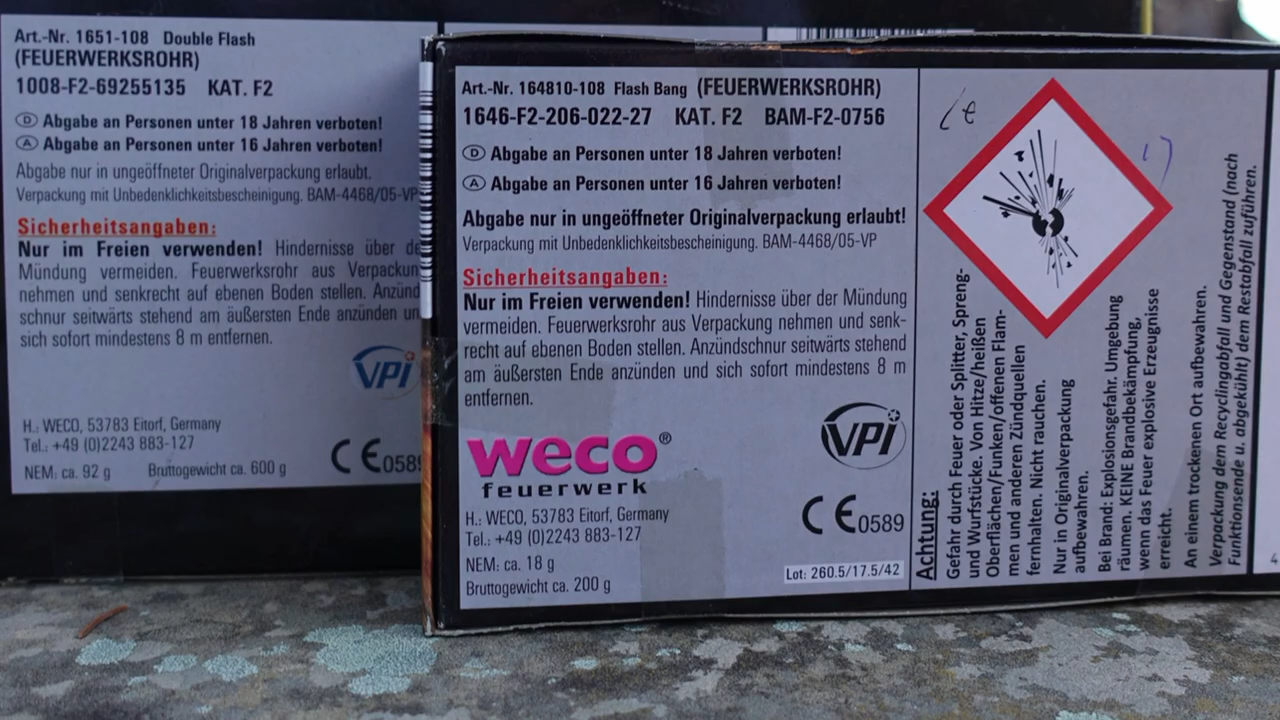 Art.-Nr. 1651-108 Double Flash
(FEUERWERKSROHR)
1008-F2-69255135 KAT. F2
D Abgabe an Personen unter 18 Jahren verboten!
A Abgabe an Personen unter 16 Jahren verboten!
Abgabe nur in ungeöffneter Originalverpackung erlaubt.
Verpackung mit Unbedenklichkeitsbescheinigung. BAM-4468/05-VP
Sicherheitsangaben:
Nur im Freien verwenden! Hindernisse über de
Mündung vermeiden. Feuerwerksrohr aus Verpackun
nehmen und senkrecht auf ebenen Boden stellen. Anzünd
schnur seitwärts stehend am äußersten Ende anzünden un
sich sofort mindestens 8 m entfernen.
VPI
H.: WECO, 53783 Eitorf, Germany
Tel.: +49 (0)2243 883-127
NEM: ca. 92 g Bruttogewicht ca. 600 g
CE 0589
Art.-Nr. 164810-108 Flash Bang (FEUERWERKSROHR)
1646-F2-206-022-27 KAT. F2 BAM-F2-0756
D Abgabe an Personen unter 18 Jahren verboten!
A Abgabe an Personen unter 16 Jahren verboten!
Abgabe nur in ungeöffneter Originalverpackung erlaubt!
Verpackung mit Unbedenklichkeitsbescheinigung. BAM-4468/05-VP
Sicherheitsangaben:
Nur im Freien verwenden! Hindernisse über der Mündung
vermeiden. Feuerwerksrohr aus Verpackung nehmen und senk-
recht auf ebenen Boden stellen. Anzündschnur seitwärts stehend
am äußersten Ende anzünden und sich sofort mindestens 8 m
entfernen.
weco®
feuerwerk
VPI
H.: WECO, 53783 Eitorf, Germany
Tel.: +49 (0)2243 883-127
NEM: ca. 18 g
Bruttogewicht ca. 200 g
CE 0589
Lot: 260.5/17.5/42
Achtung:
Gefahr durch Feuer oder Splitter, Spreng-
und Wurfstücke. Von Hitze/heißen
Oberflächen/Funken/offenen Flam-
men und anderen Zündquellen
fernhalten. Nicht rauchen.
Nur in Originalverpackung
aufbewahren.
Bei Brand: Explosionsgefahr. Umgebung
räumen. KEINE Brandbekämpfung,
wenn das Feuer explosive Erzeugnisse
erreicht.
An einem trockenen Ort aufbewahren.
Verpackung dem Recyclingabfall und Gegenstand (nach
Funktionsende u. abgekühlt) dem Restabfall zuführen.